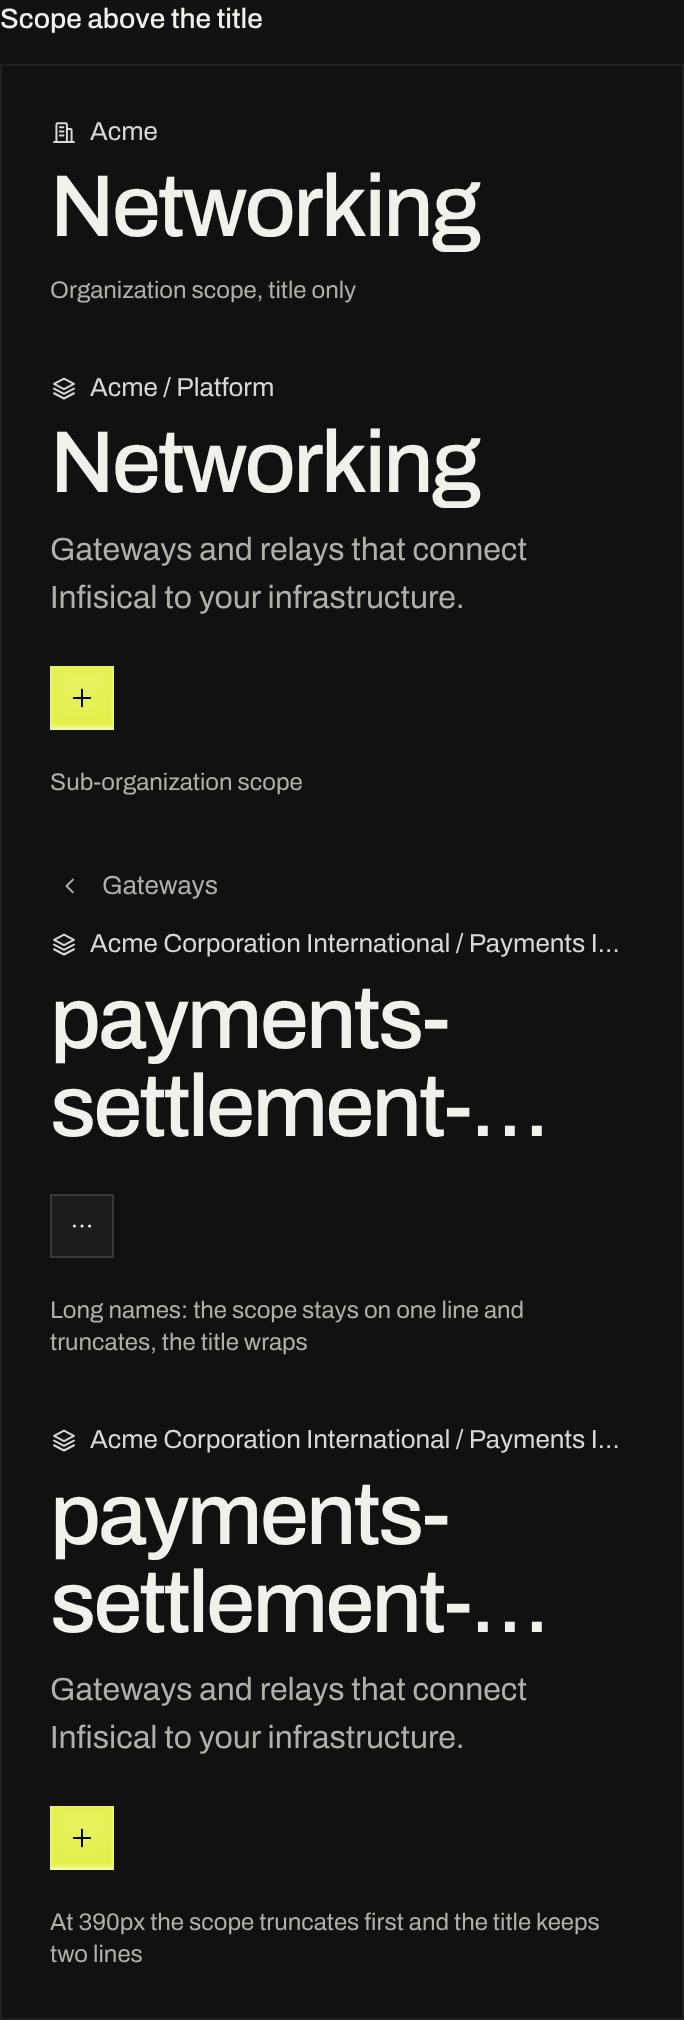 Scope above the title
Acme
Networking
Organization scope, title only
Acme / Platform
Networking
Gateways and relays that connect
Infisical to your infrastructure.
Sub-organization scope
Gateways
Acme Corporation International / Payments I...
payments-
settlement-...
Long names: the scope stays on one line and
truncates, the title wraps
Acme Corporation International / Payments I...
payments-
settlement-...
Gateways and relays that connect
Infisical to your infrastructure.
At 390px the scope truncates first and the title keeps
two lines